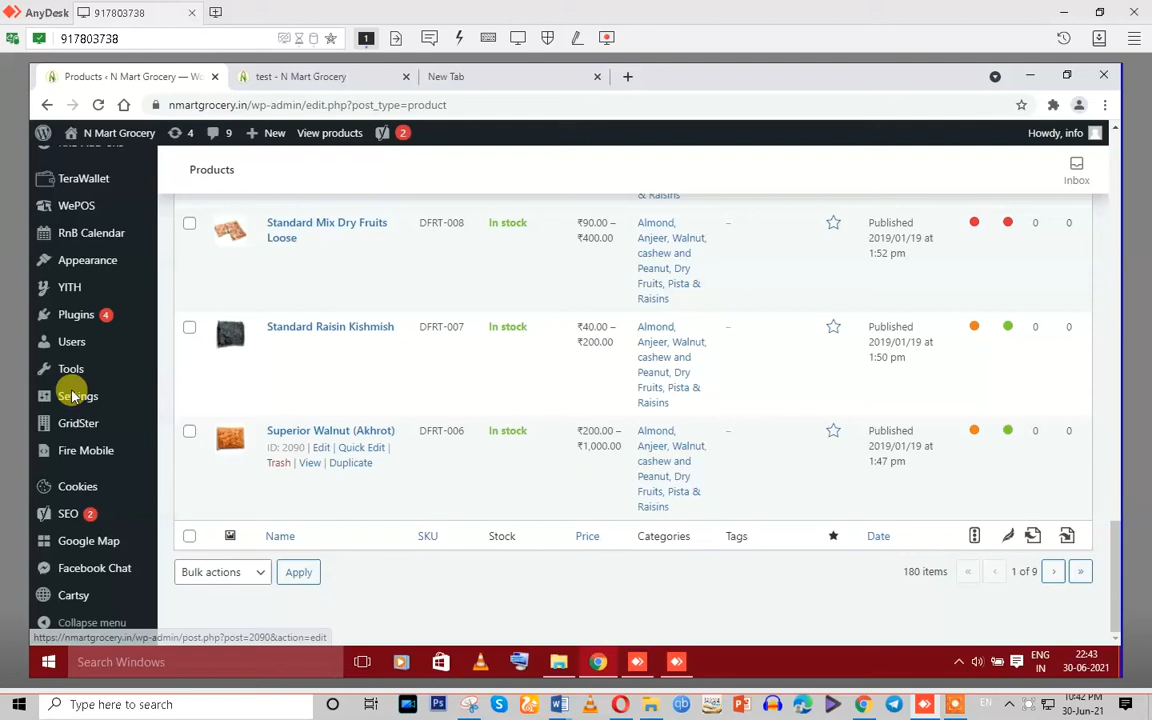 AnyDesk
917803738
917803738
1
Products ‹ N Mart Grocery — Wo
test - N Mart Grocery
New Tab
nmartgrocery.in/wp-admin/edit.php?post_type=product
N Mart Grocery
4
9
New
View products
2
Howdy, info
Products
Inbox
TeraWallet
WePOS
RnB Calendar
Appearance
YITH
Plugins 4
Users
Tools
Settings
GridSter
Fire Mobile
Cookies
SEO 2
Google Map
Facebook Chat
Cartsy
Collapse menu
& Raisins
Standard Mix Dry Fruits
Loose
DFRT-008
In stock
₹90.00 –
₹400.00
Almond,
Anjeer, Walnut,
cashew and
Peanut, Dry
Fruits, Pista &
Raisins
–
Published
2019/01/19 at
1:52 pm
0
0
Standard Raisin Kishmish
DFRT-007
In stock
₹40.00 –
₹200.00
Almond,
Anjeer, Walnut,
cashew and
Peanut, Dry
Fruits, Pista &
Raisins
–
Published
2019/01/19 at
1:50 pm
0
0
Superior Walnut (Akhrot)
ID: 2090 | Edit | Quick Edit |
Trash | View | Duplicate
DFRT-006
In stock
₹200.00 –
₹1,000.00
Almond,
Anjeer, Walnut,
cashew and
Peanut, Dry
Fruits, Pista &
Raisins
–
Published
2019/01/19 at
1:47 pm
0
0
Name
SKU
Stock
Price
Categories
Tags
Date
Bulk actions
Apply
180 items
«
‹
1 of 9
›
»
https://nmartgrocery.in/wp-admin/post.php?post=2090&action=edit
Search Windows
ENG
IN
22:43
30-06-2021
Type here to search
EN
10:42 PM
30-Jun-21